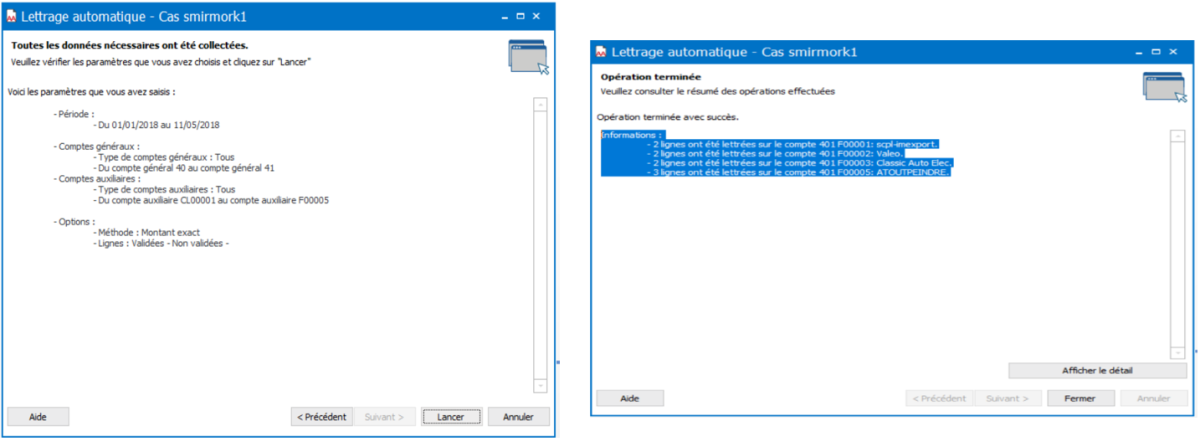 Lettrage automatique - Cas smirmork1
Toutes les données nécessaires ont été collectées.
Veuillez vérifier les paramètres que vous avez choisis et cliquez sur "Lancer"
Voici les paramètres que vous avez saisis :
- Période :
- Du 01/01/2018 au 11/05/2018
- Comptes généraux :
- Type de comptes généraux : Tous
- Du compte général 40 au compte général 41
- Comptes auxiliaires :
- Type de comptes auxiliaires : Tous
- Du compte auxiliaire CL00001 au compte auxiliaire F00005
- Options :
- Méthode : Montant exact
- Lignes : Validées - Non validées -
Aide
< Précédent
Suivant >
Lancer
Annuler
Lettrage automatique - Cas smirmork1
Opération terminée
Veuillez consulter le résumé des opérations effectuées
Opération terminée avec succès.
Informations :
- 2 lignes ont été lettrées sur le compte 401 F00001: scpl-imexport.
- 2 lignes ont été lettrées sur le compte 401 F00002: Valeo.
- 2 lignes ont été lettrées sur le compte 401 F00003: Classic Auto Elec.
- 3 lignes ont été lettrées sur le compte 401 F00005: ATOUTPEINDRE.
Afficher le détail
Aide
< Précédent
Suivant >
Fermer
Annuler